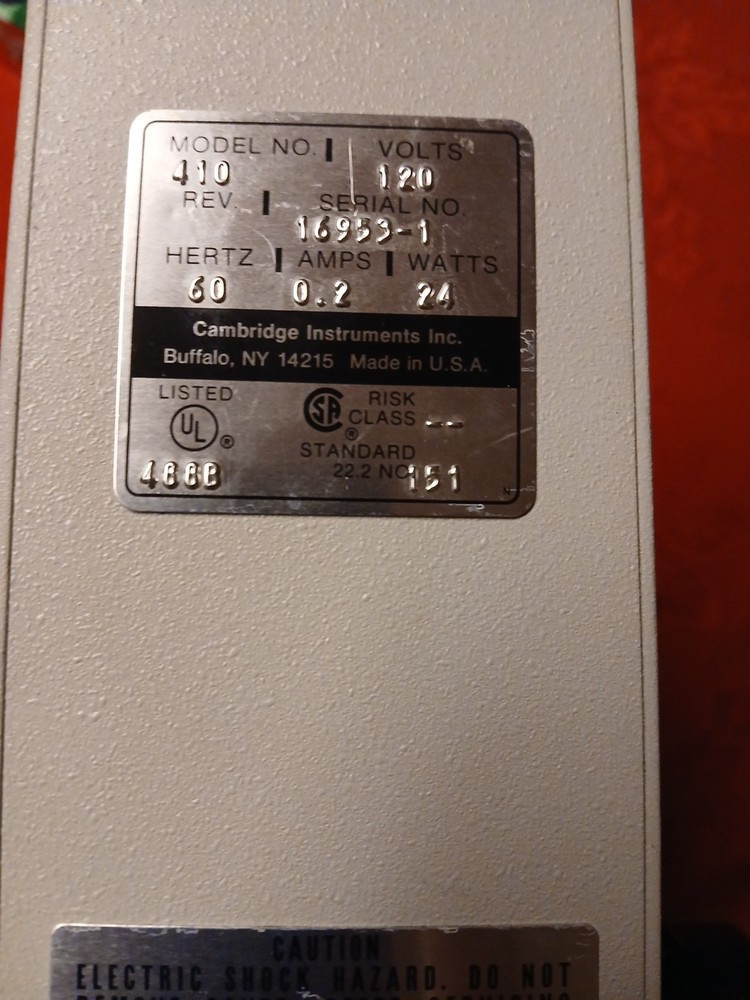 MODEL NO. | VOLTS
410 120
REV. | SERIAL NO.
16953-1
HERTZ | AMPS | WATTS
60 0.2 24
Cambridge Instruments Inc.
Buffalo, NY 14215 Made in U.S.A.
LISTED
UL ®
SA ®
RISK
CLASS --
STANDARD
22.2 NO 151
CAUTION
ELECTRIC SHOCK HAZARD. DO NOT